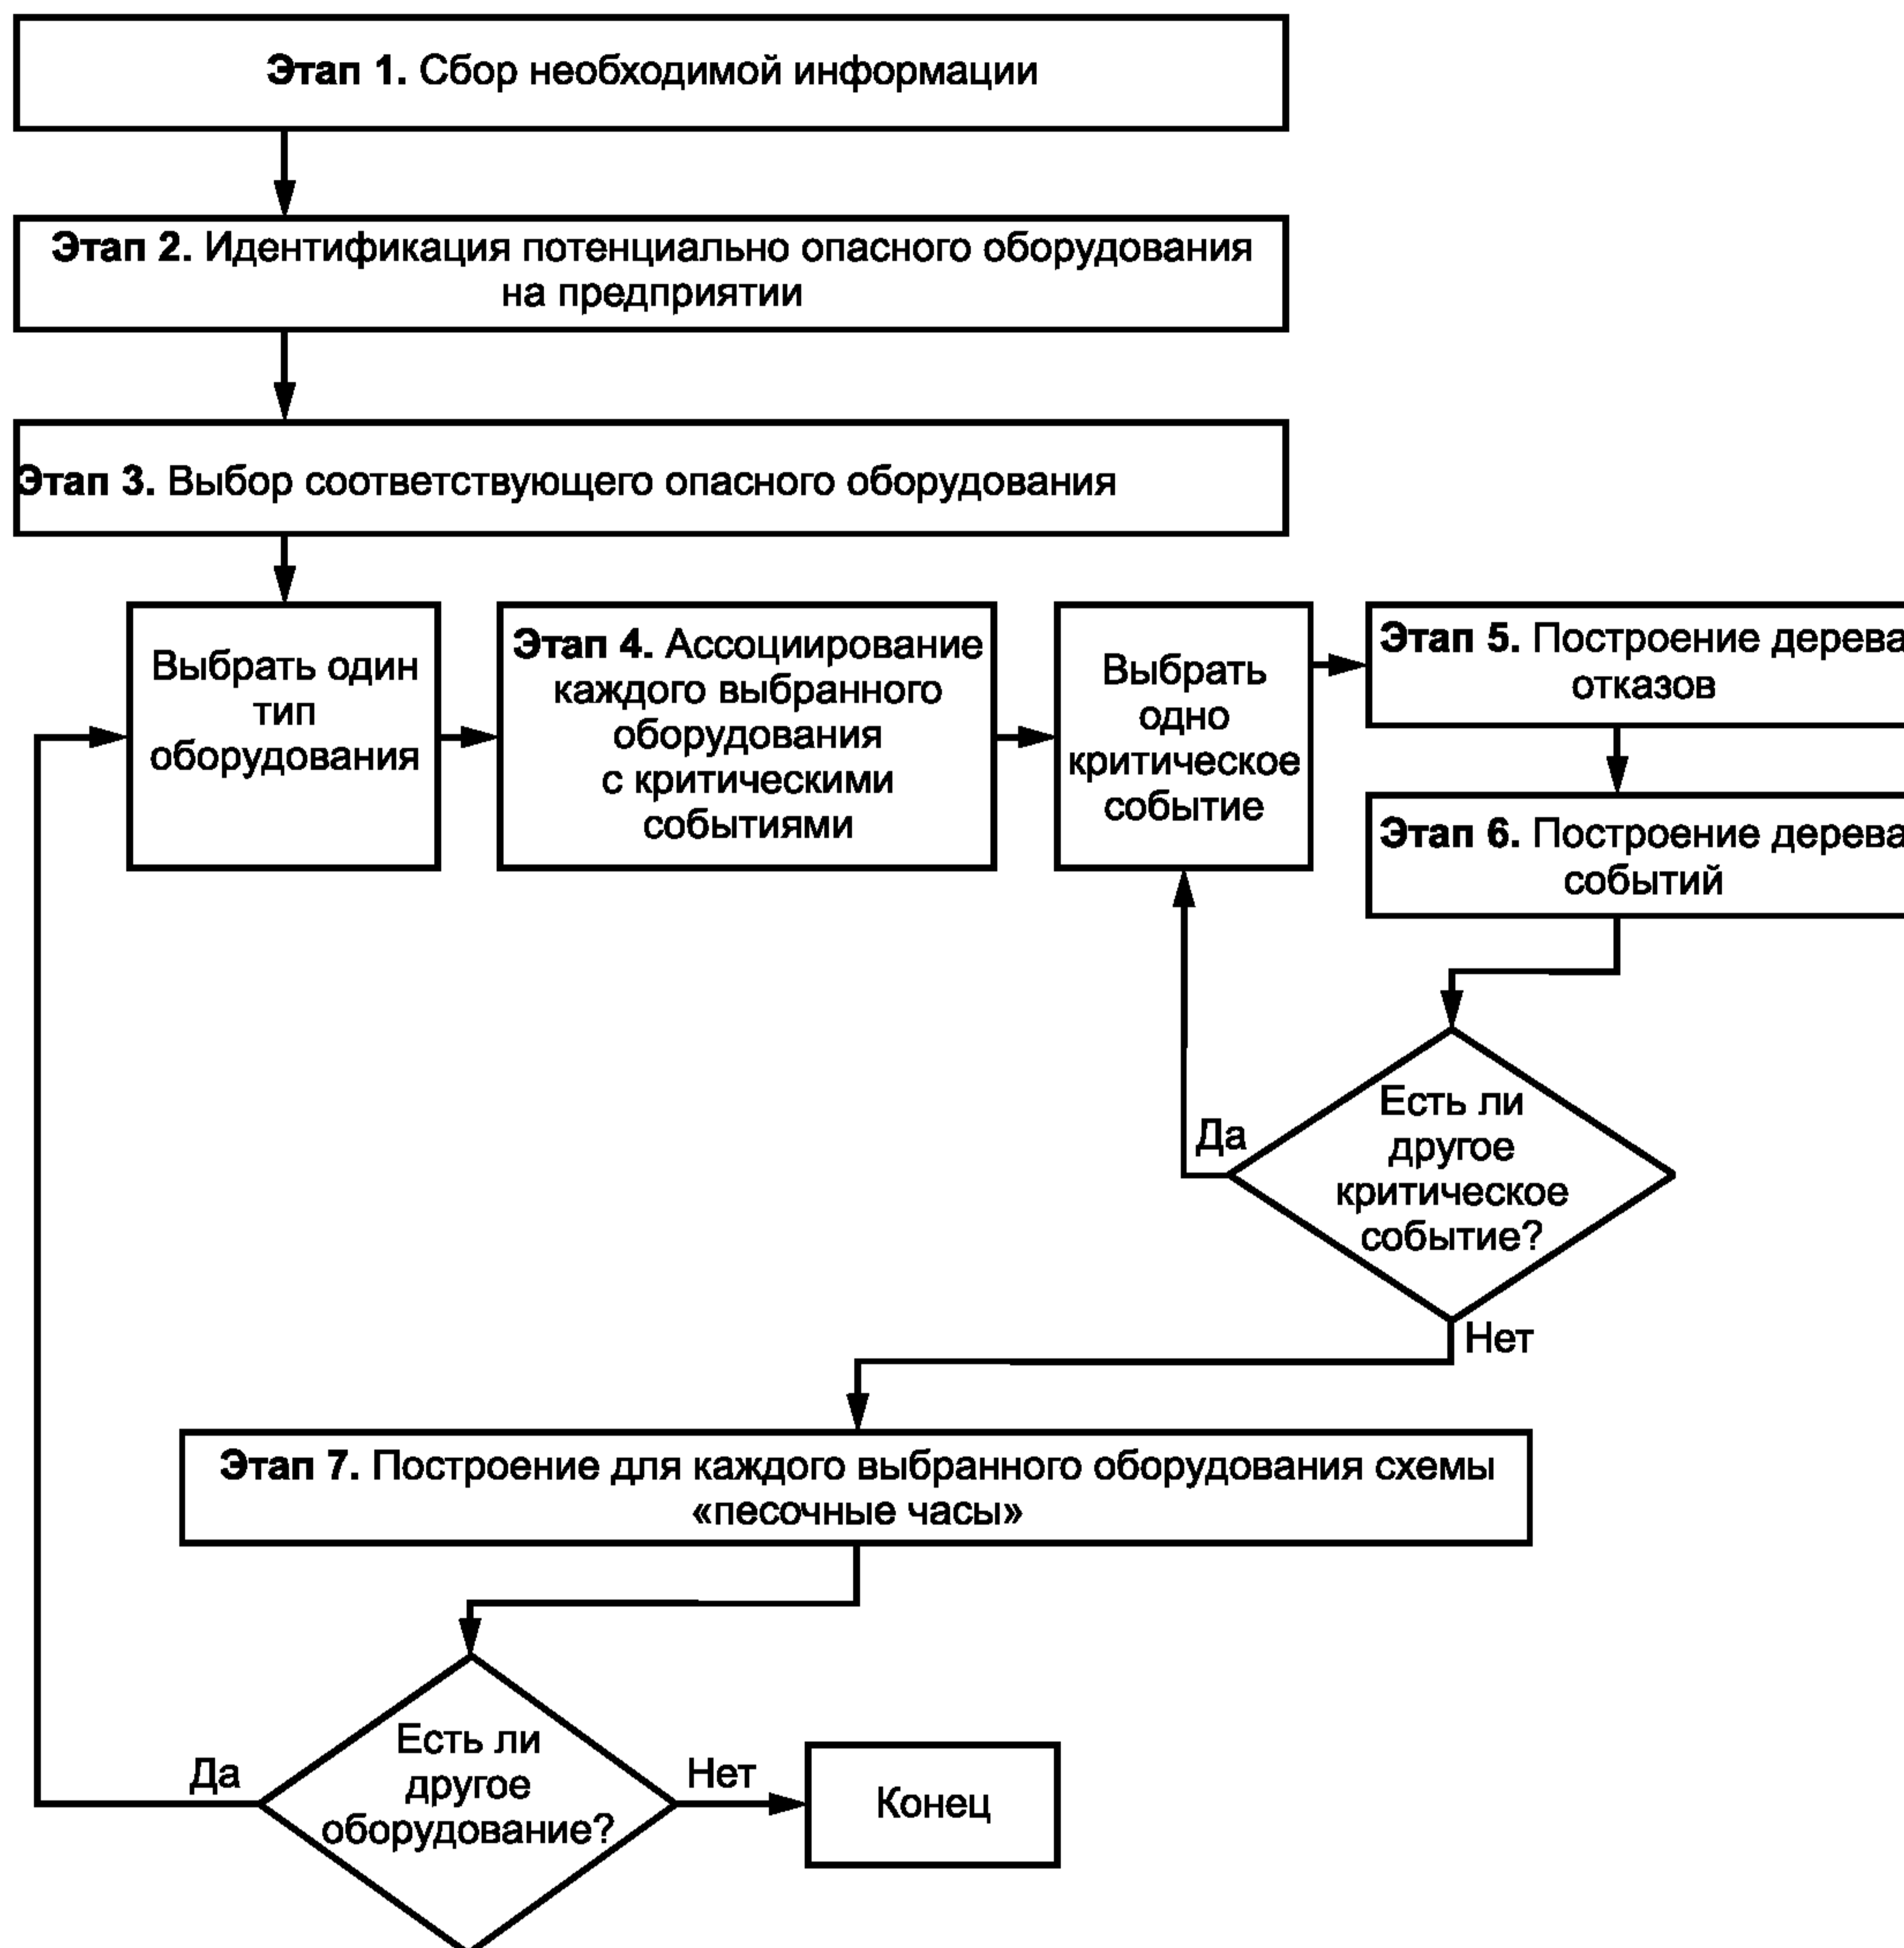 Этап 1. Сбор необходимой информации
Этап 2. Идентификация потенциально опасного оборудования
на предприятии
Этап 3. Выбор соответствующего опасного оборудования
Выбрать один
тип
оборудования
Этап 4. Ассоциирование
каждого выбранного
оборудования
с критическими
событиями
Выбрать
одно
критическое
событие
Этап 5. Построение дерева
отказов
Этап 6. Построение дерева
событий
Есть ли
другое
критическое
событие?
Да
Нет
Этап 7. Построение для каждого выбранного оборудования схемы
«песочные часы»
Есть ли
другое
оборудование?
Да
Нет
Конец